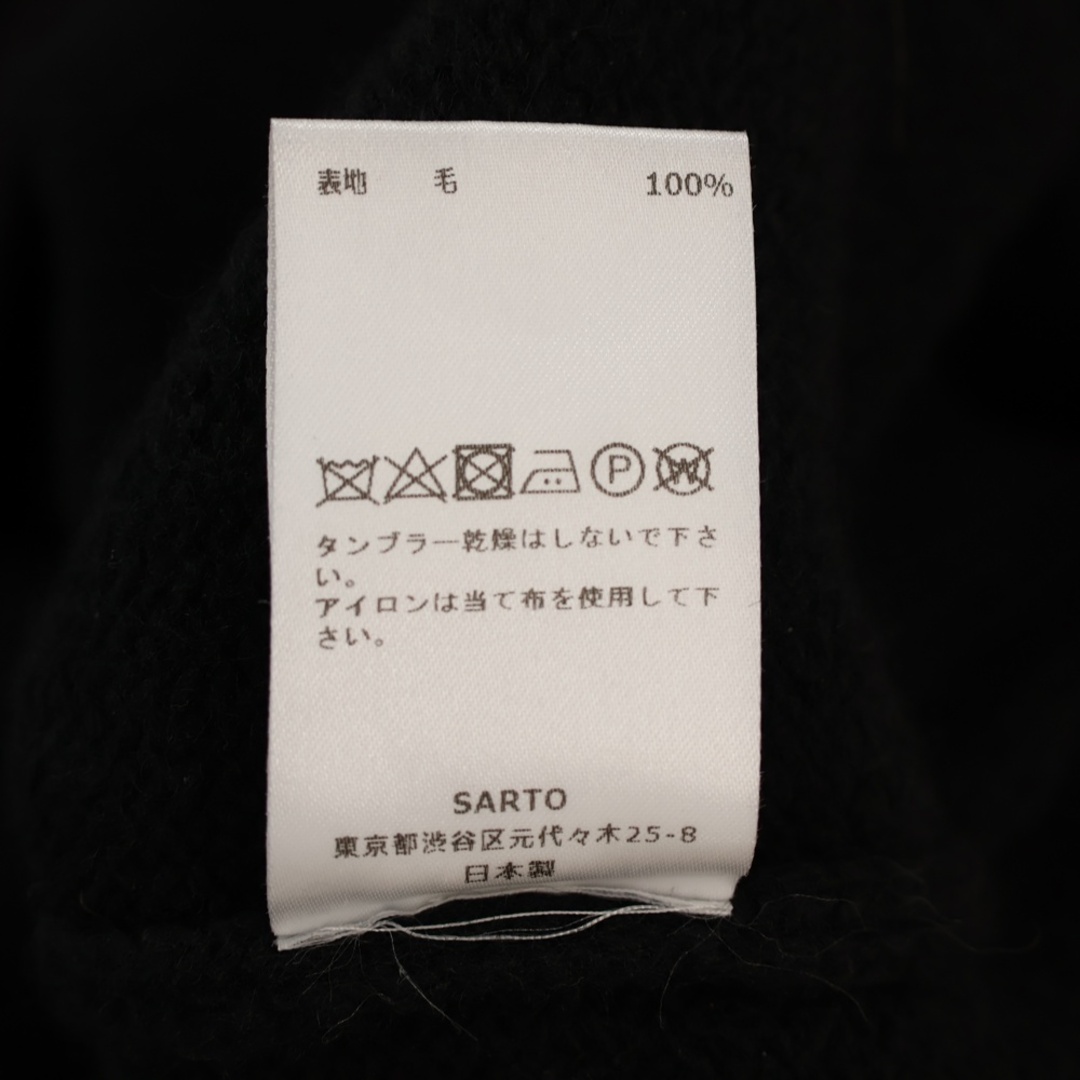 表地 毛 100%
P W
タンブラー乾燥はしないで下さ
い。
アイロンは当て布を使用して下
さい。
SARTO
東京都渋谷区元代々木25-8
日本製